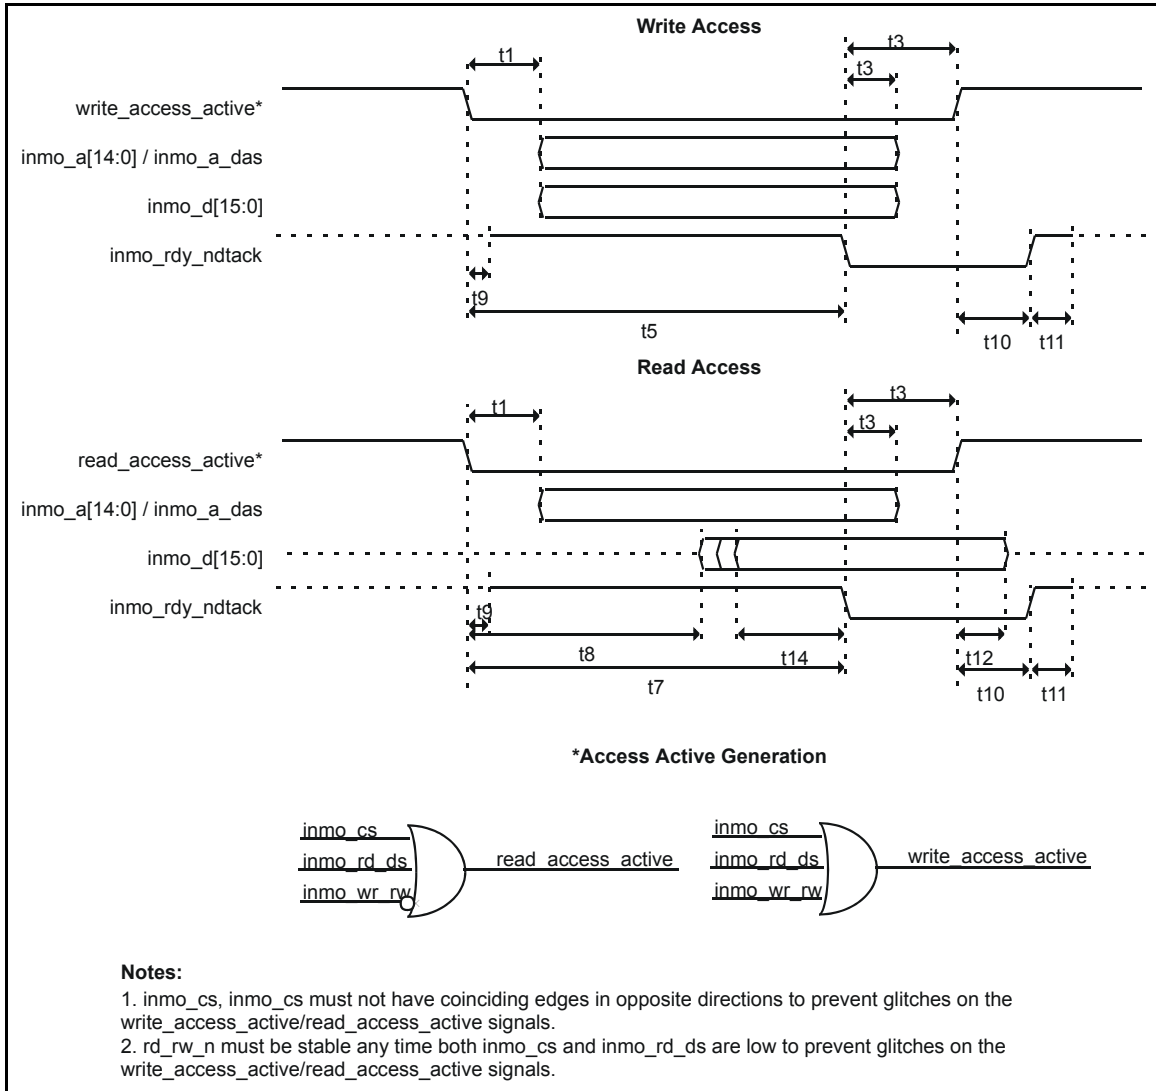 Write Access
t3
t1
t3
write_access_active*
inmo_a[14:0] / inmo_a_das
inmo_d[15:0]
inmo_rdy_ndtack
t9
t5
t10
t11
Read Access
t3
t1
t3
read_access_active*
inmo_a[14:0] / inmo_a_das
inmo_d[15:0]
inmo_rdy_ndtack
t9
t8
t14
t12
t7
t10
t11
*Access Active Generation
inmo_cs
inmo_rd_ds
inmo_wr_rw
read_access_active
inmo_cs
inmo_rd_ds
inmo_wr_rw
write_access_active
Notes:
1. inmo_cs, inmo_cs must not have coinciding edges in opposite directions to prevent glitches on the
write_access_active/read_access_active signals.
2. rd_rw_n must be stable any time both inmo_cs and inmo_rd_ds are low to prevent glitches on the
write_access_active/read_access_active signals.